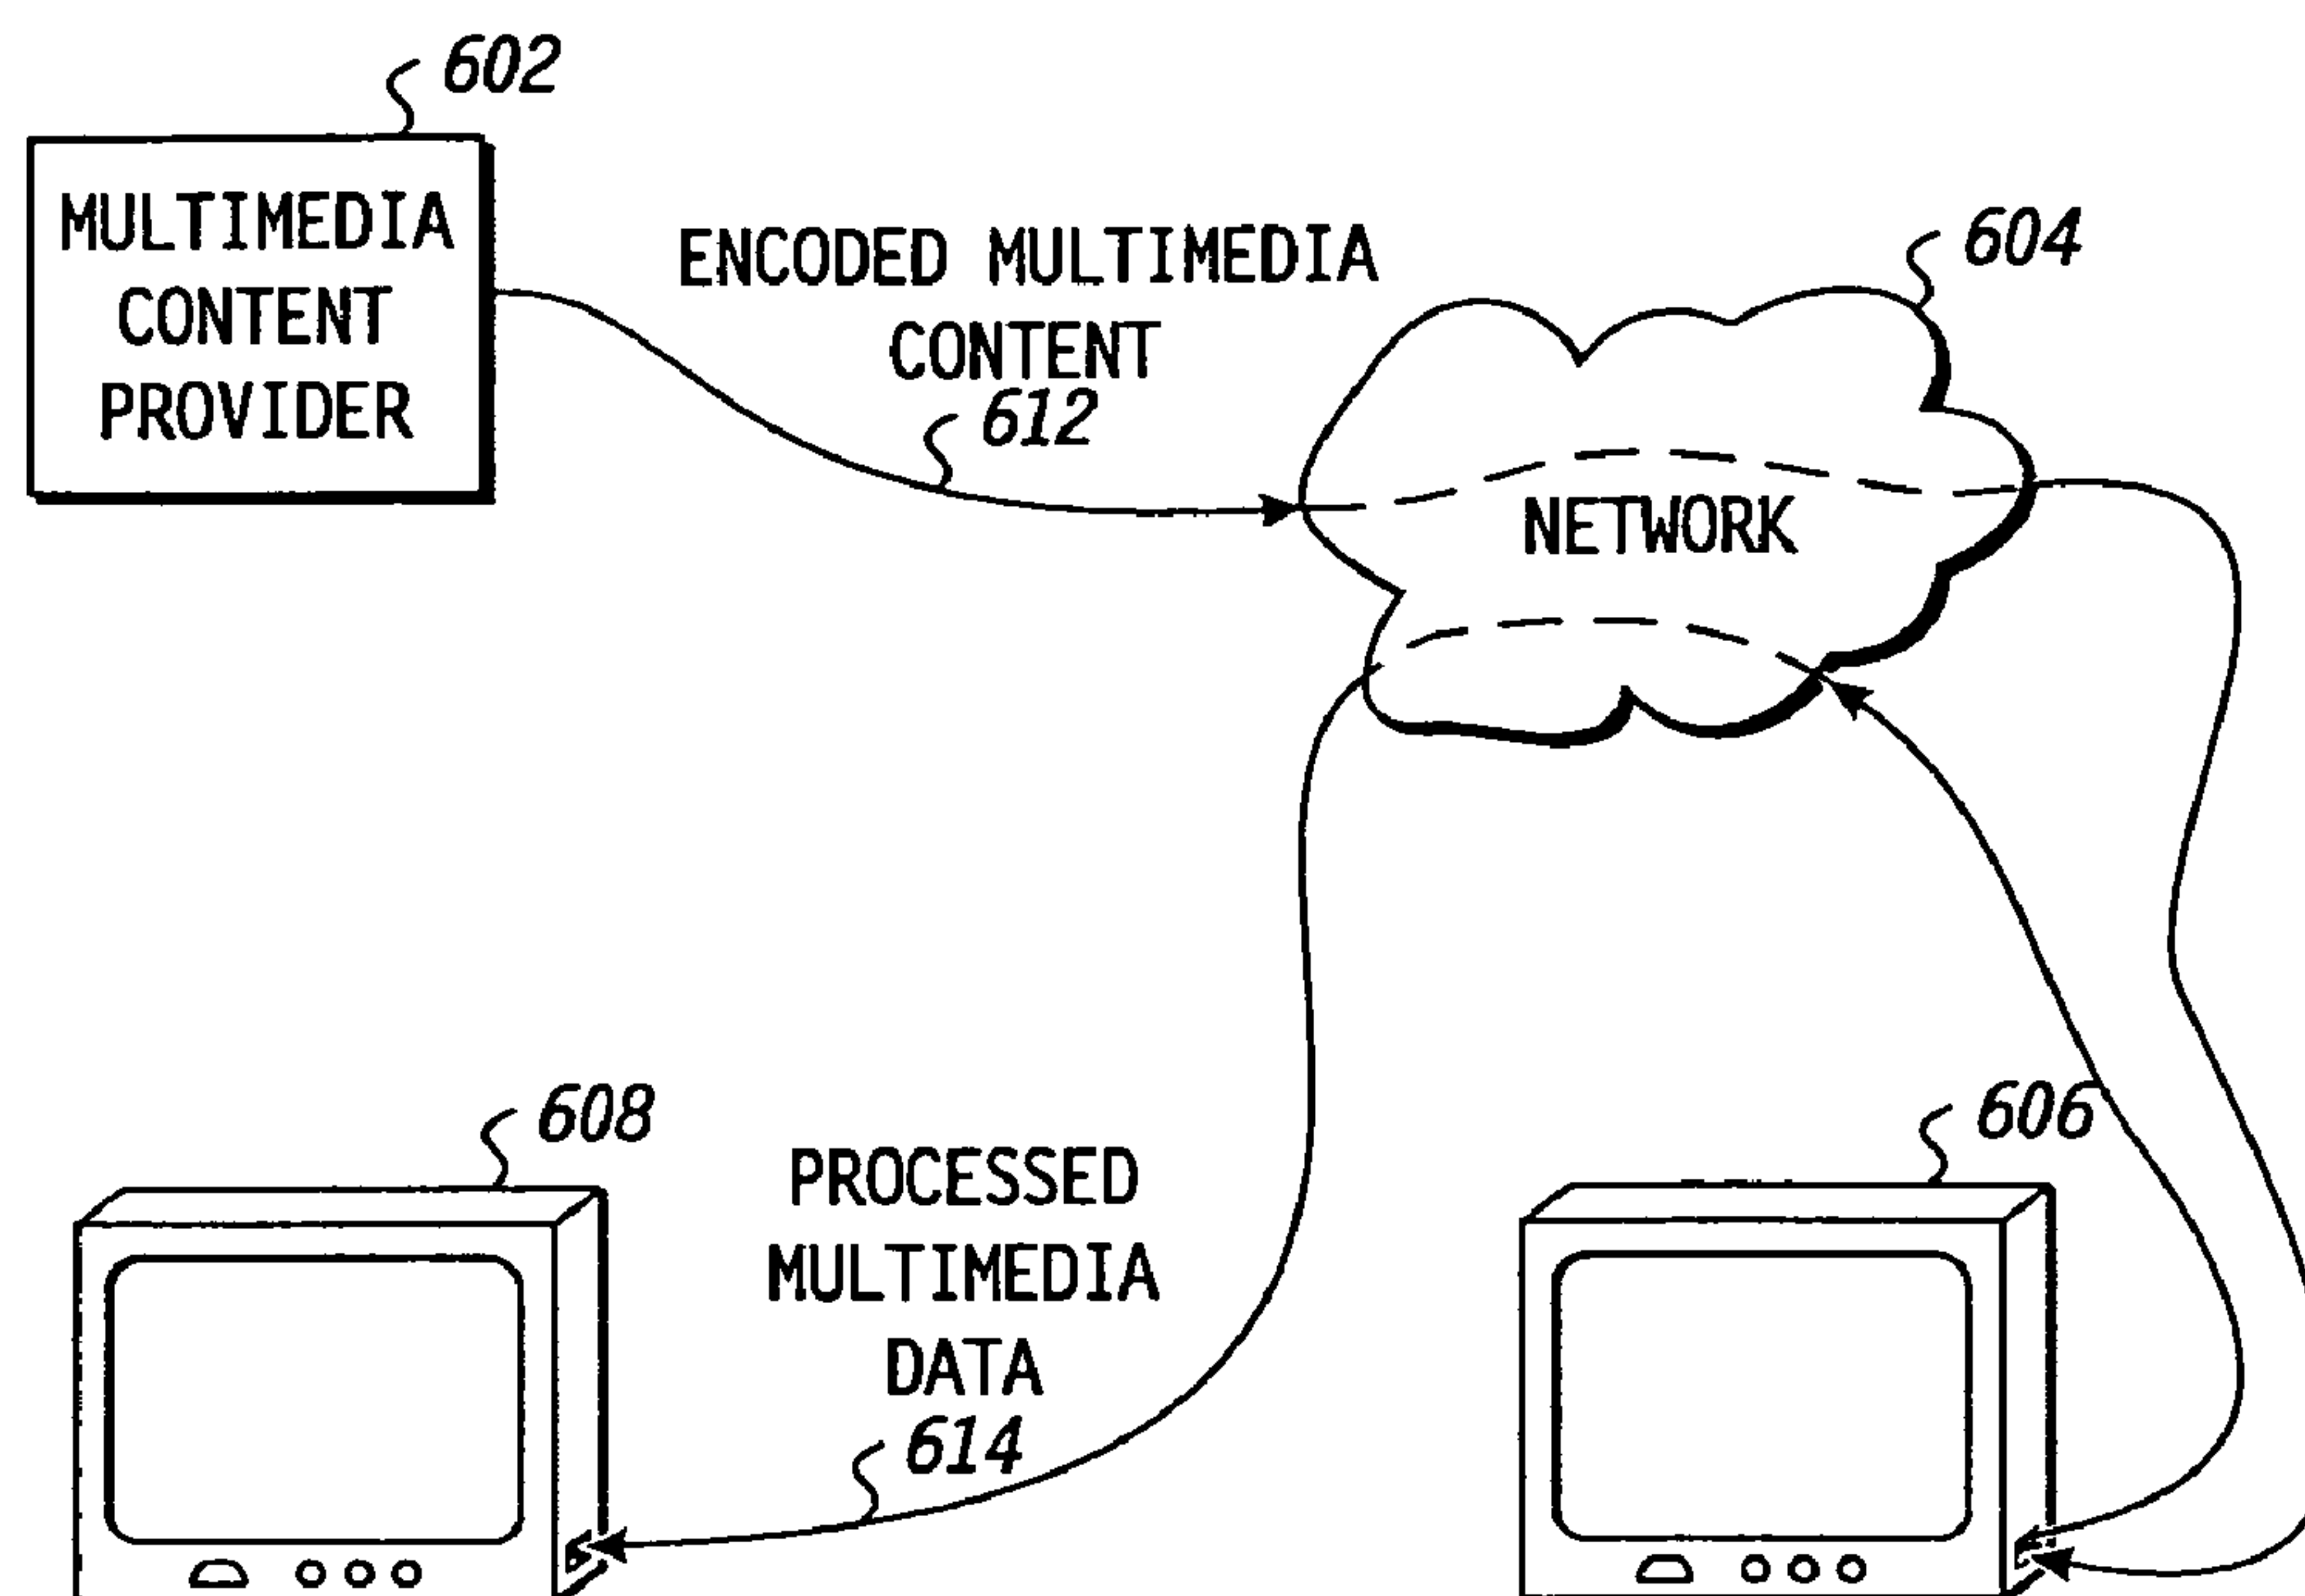 602
MULTIMEDIA
CONTENT
PROVIDER
ENCODED MULTIMEDIA
CONTENT
612
604
NETWORK
608
PROCESSED
MULTIMEDIA
DATA
614
606